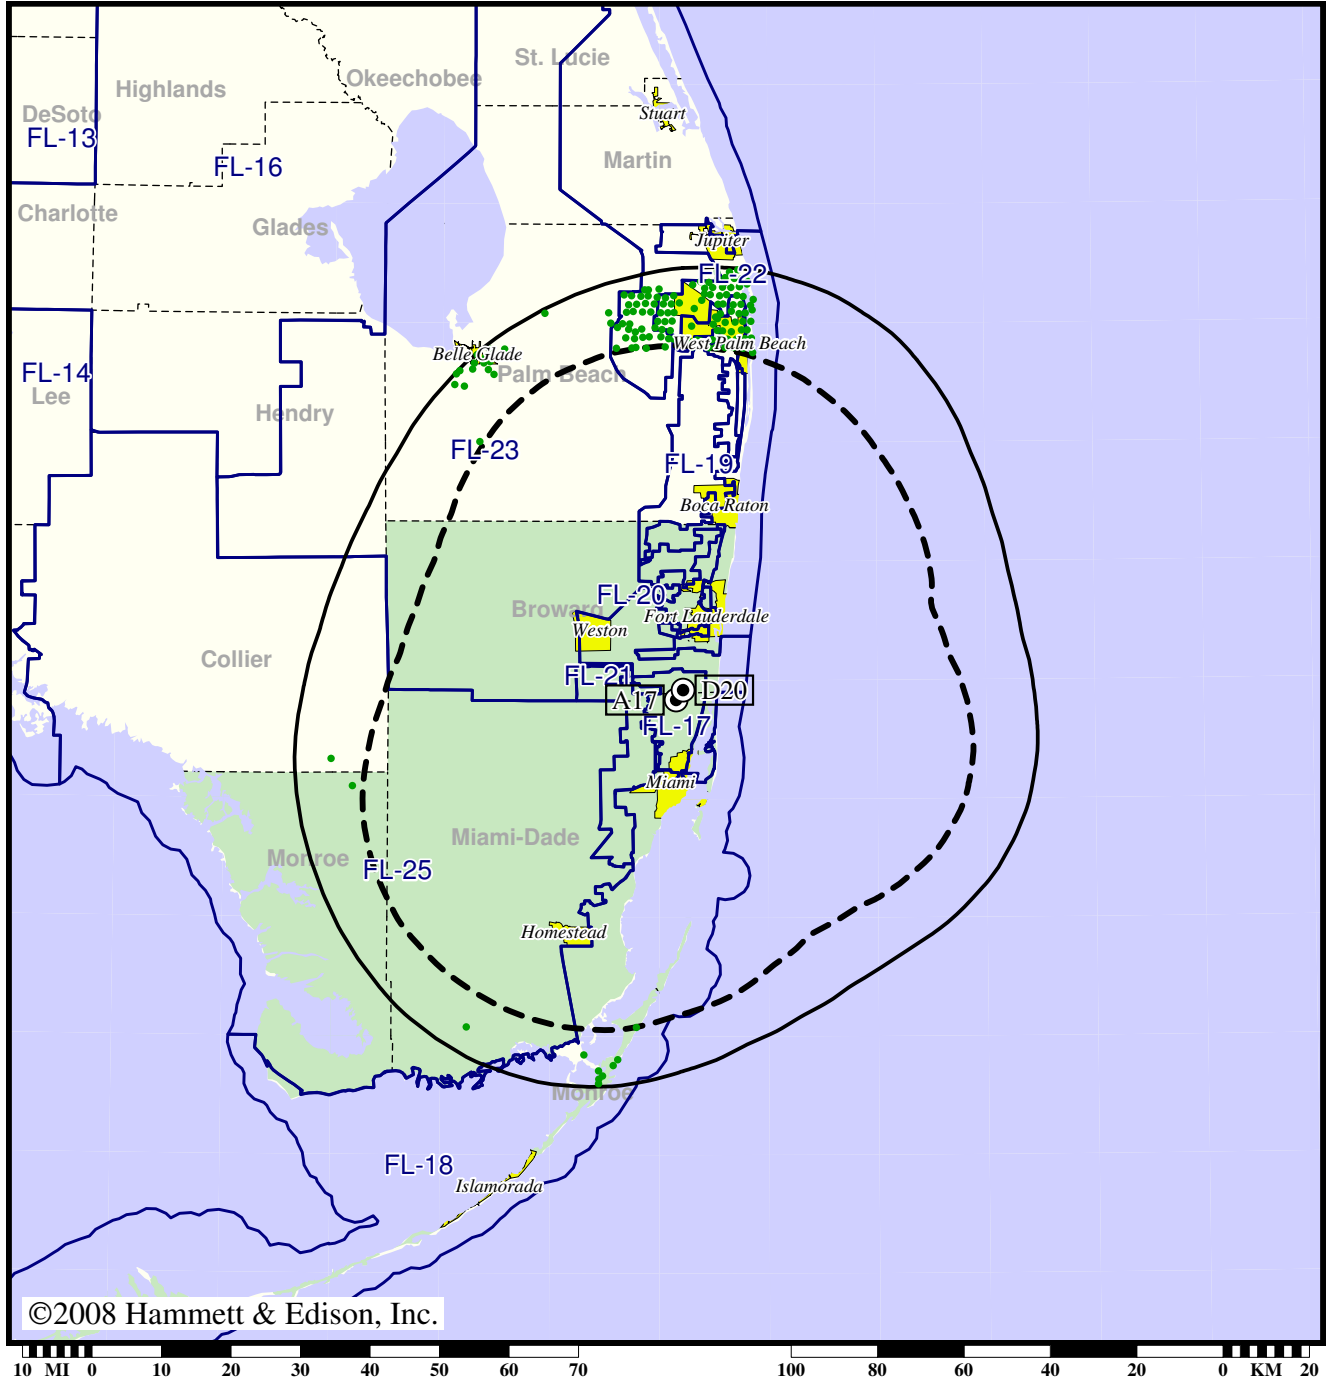 St. Lucie
Okeechobee
Highlands
DeSoto
Stuart
FL-13
FL-16
Martin
Charlotte
Glades
Jupiter
FL-22
West Palm Beach
Belle Glade
FL-14
Palm Beach
Lee
Hendry
FL-23
FL-19
Boca Raton
FL-20
Broward
Fort Lauderdale
Weston
Collier
FL-21
A17
D20
FL-17
Miami
Miami-Dade
Monroe
FL-25
Homestead
Monroe
FL-18
Islamorada
©2008 Hammett & Edison, Inc.
10 MI 0 10 20 30 40 50 60 70 100 80 60 40 20 0 KM 20